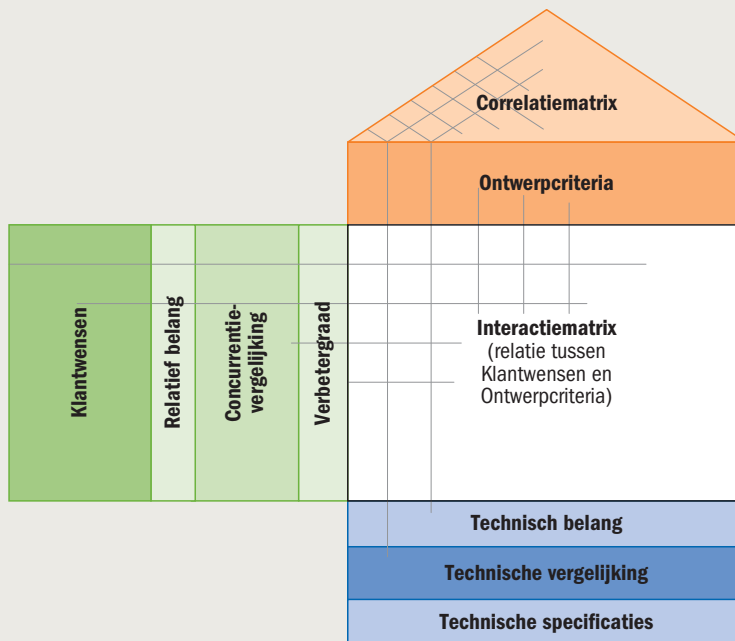 Correlatiematrix
Ontwerpcriteria
Klantwensen
Relatief belang
Concurrentie-
vergelijking
Verbetergraad
Interactiematrix
(relatie tussen
Klantwensen en
Ontwerpcriteria)
Technisch belang
Technische vergelijking
Technische specificaties